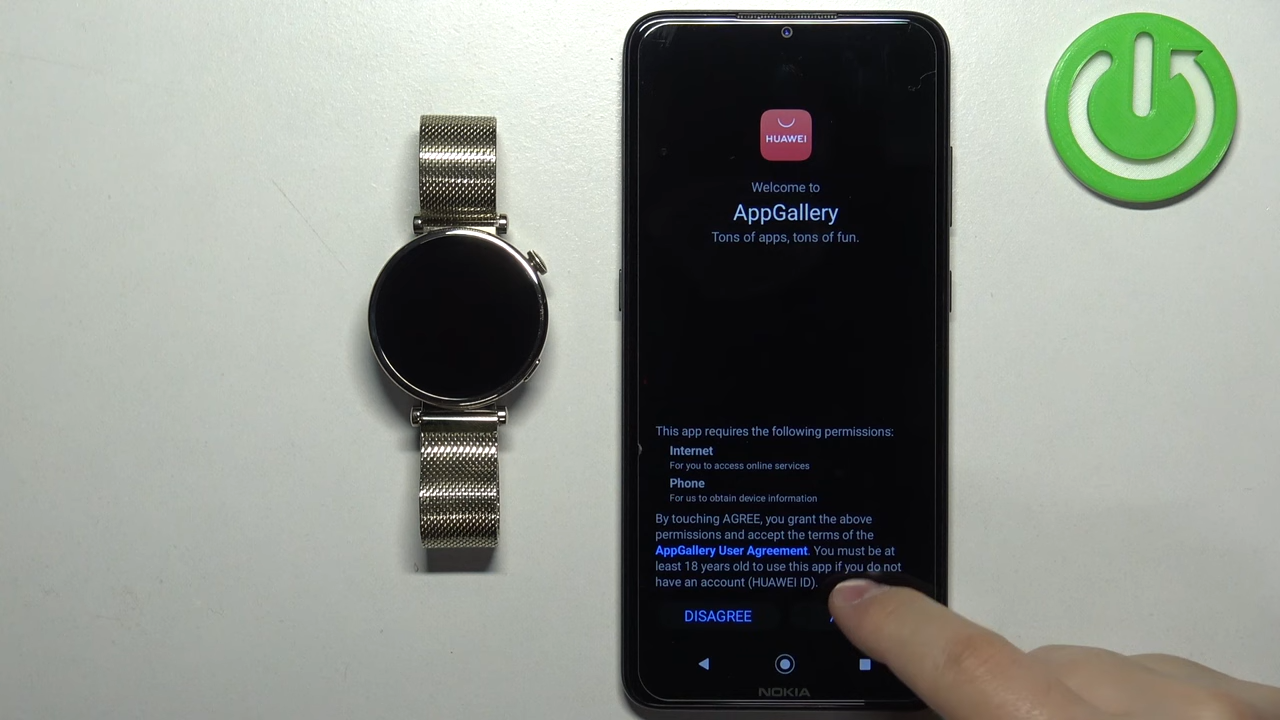 HUAWEI
Welcome to
AppGallery
Tons of apps, tons of fun.
This app requires the following permissions:
Internet
For you to access online services
Phone
For us to obtain device information
By touching AGREE, you grant the above
permissions and accept the terms of the
AppGallery User Agreement. You must be at
least 18 years old to use this app if you do not
have an account (HUAWEI ID).
DISAGREE
NOKIA